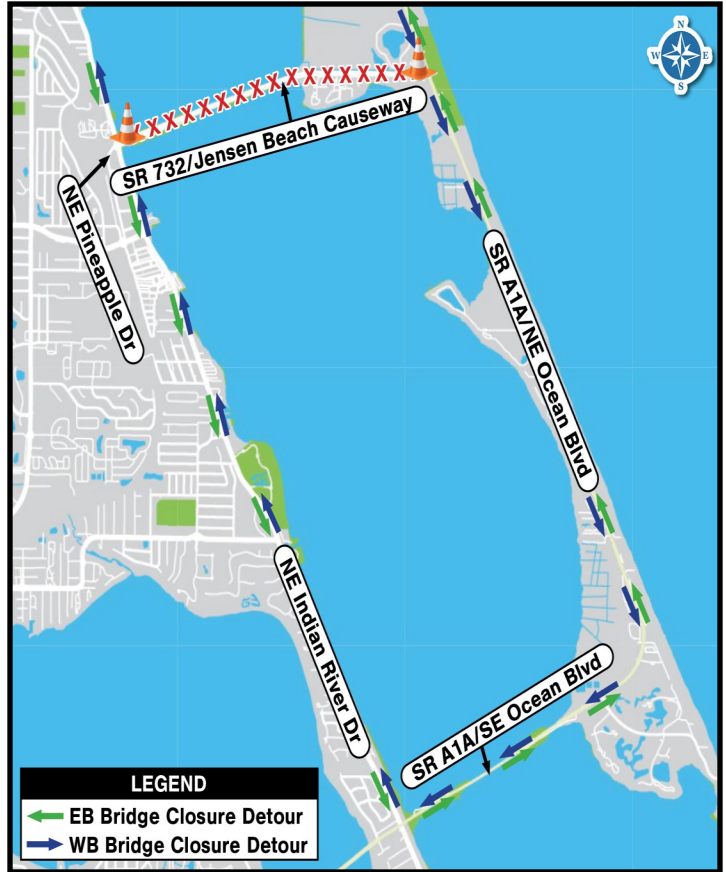 N
W
E
S
SR 732/Jensen Beach Causeway
NE Pineapple Dr
SR A1A/NE Ocean Blvd
NE Indian River Dr
SR A1A/SE Ocean Blvd
LEGEND
EB Bridge Closure Detour
WB Bridge Closure Detour
X X X X X X X X X X X X X X X